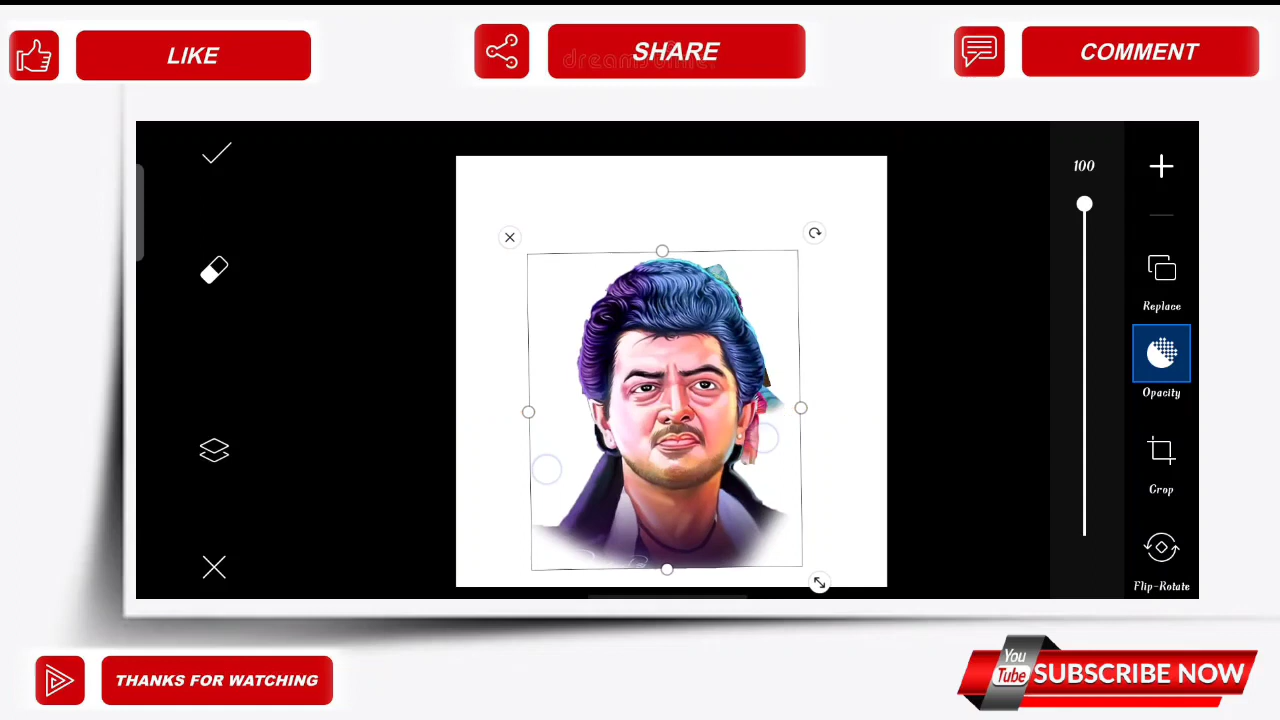 LIKE
SHARE
COMMENT
100
Replace
Opacity
Crop
Flip-Rotate
THANKS FOR WATCHING
You
Tube
SUBSCRIBE NOW